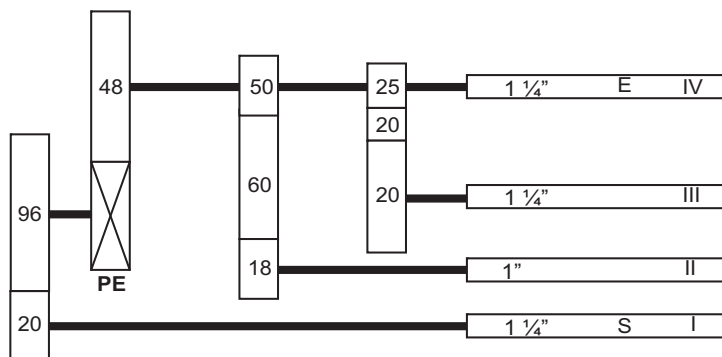 48 50 25 1 ¼” E IV
20
96 60 20 1 ¼” III
18 1” II
PE
20 1 ¼” S I